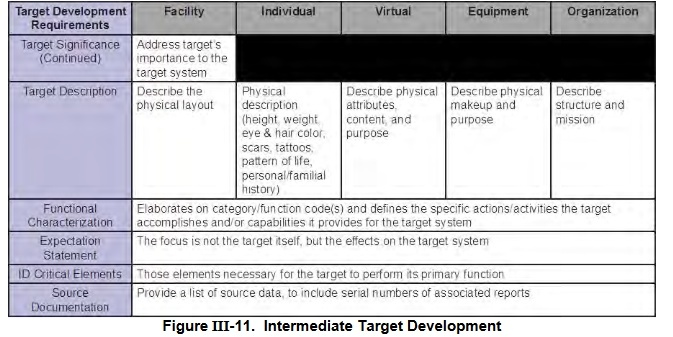 Target Development Requirements | Facility | Individual | Virtual | Equipment | Organization
Target Significance (Continued) | Address target's importance to the target system
Target Description | Describe the physical layout | Physical description (height, weight, eye & hair color, scars, tattoos, pattern of life, personal/familial history) | Describe physical attributes, content, and purpose | Describe physical makeup and purpose | Describe structure and mission
Functional Characterization | Elaborates on category/function code(s) and defines the specific actions/activities the target accomplishes and/or capabilities it provides for the target system
Expectation Statement | The focus is not the target itself, but the effects on the target system
ID Critical Elements | Those elements necessary for the target to perform its primary function
Source Documentation | Provide a list of source data, to include serial numbers of associated reports
Figure III-11. Intermediate Target Development